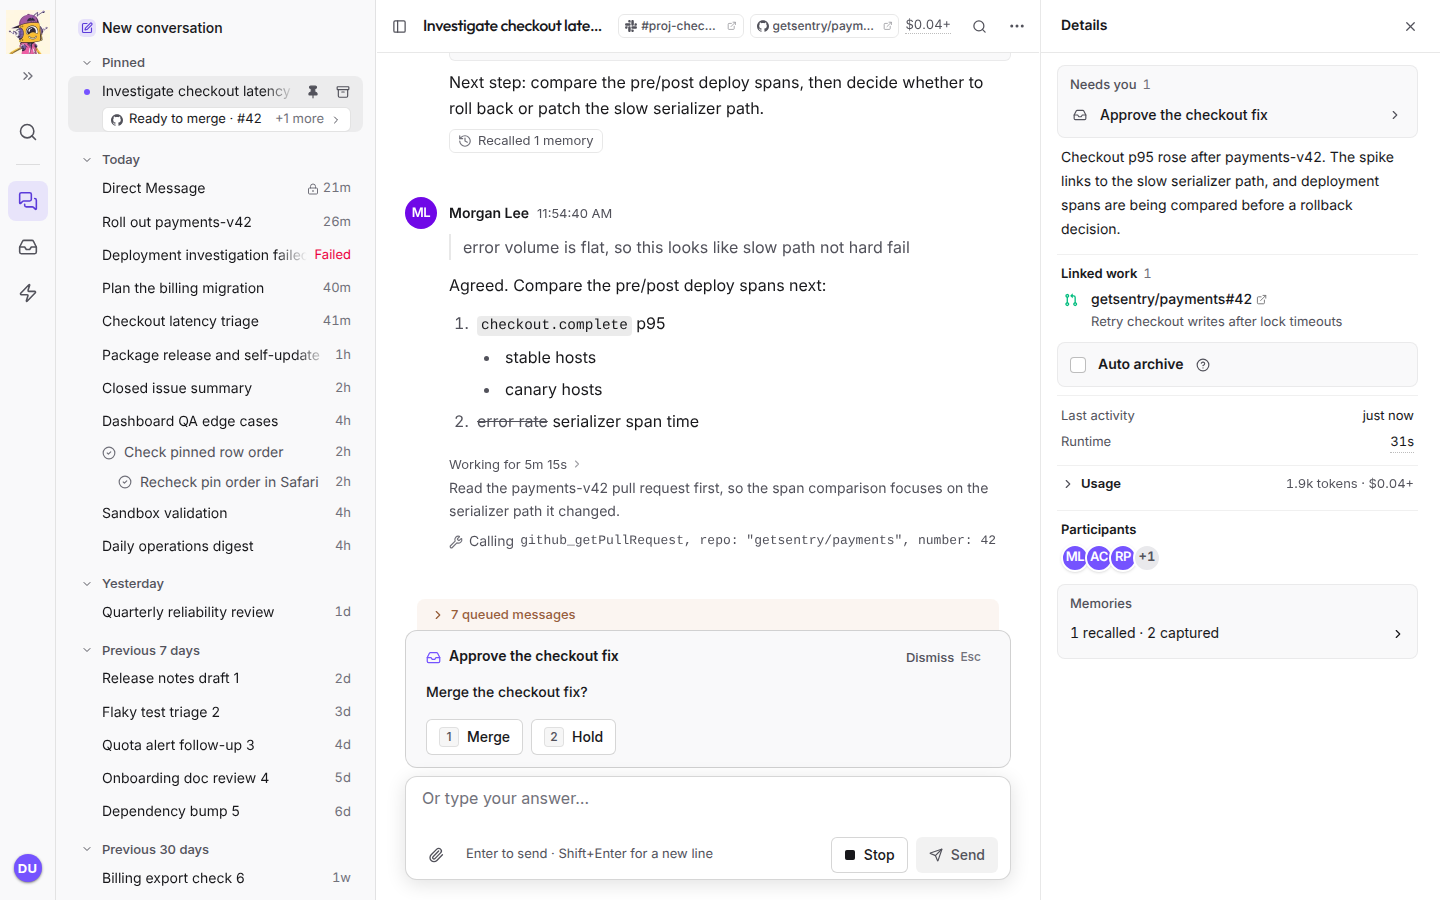 New conversation
Pinned
Investigate checkout latency
Ready to merge · #42 +1 more
Today
Direct Message 21m
Roll out payments-v42 26m
Deployment investigation failed Failed
Plan the billing migration 40m
Checkout latency triage 41m
Package release and self-update 1h
Closed issue summary 2h
Dashboard QA edge cases 4h
Check pinned row order 2h
Recheck pin order in Safari 2h
Sandbox validation 4h
Daily operations digest 4h
Yesterday
Quarterly reliability review 1d
Previous 7 days
Release notes draft 1 2d
Flaky test triage 2 3d
Quota alert follow-up 3 4d
Onboarding doc review 4 5d
Dependency bump 5 6d
Previous 30 days
Billing export check 6 1w
DU
Investigate checkout late... #proj-chec... getsentry/paym... $0.04+
Next step: compare the pre/post deploy spans, then decide whether to
roll back or patch the slow serializer path.
Recalled 1 memory
ML Morgan Lee 11:54:40 AM
error volume is flat, so this looks like slow path not hard fail
Agreed. Compare the pre/post deploy spans next:
1. checkout.complete p95
• stable hosts
• canary hosts
2. error rate serializer span time
Working for 5m 15s
Read the payments-v42 pull request first, so the span comparison focuses on the
serializer path it changed.
Calling github_getPullRequest, repo: "getsentry/payments", number: 42
7 queued messages
Approve the checkout fix Dismiss Esc
Merge the checkout fix?
1 Merge 2 Hold
Or type your answer...
Enter to send · Shift+Enter for a new line Stop Send
Details
Needs you 1
Approve the checkout fix
Checkout p95 rose after payments-v42. The spike
links to the slow serializer path, and deployment
spans are being compared before a rollback
decision.
Linked work 1
getsentry/payments#42
Retry checkout writes after lock timeouts
Auto archive
Last activity just now
Runtime 31s
Usage 1.9k tokens · $0.04+
Participants
ML AC RP +1
Memories
1 recalled · 2 captured